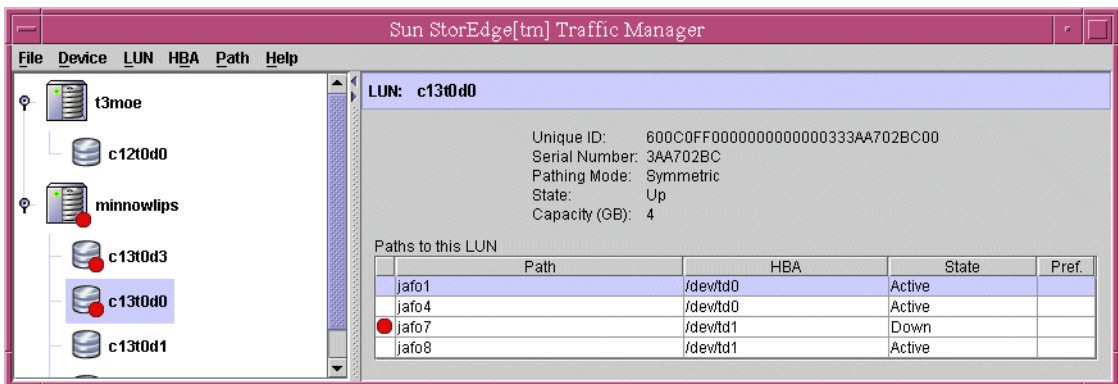 Sun StorEdge[tm] Traffic Manager
File Device LUN HBA Path Help
t3moe
c12t0d0
minnowlips
c13t0d3
c13t0d0
c13t0d1
LUN: c13t0d0
Unique ID: 600C0FF0000000000000333AA702BC00
Serial Number: 3AA702BC
Pathing Mode: Symmetric
State: Up
Capacity (GB): 4
Paths to this LUN
Path HBA State Pref.
jafo1 /dev/td0 Active
jafo4 /dev/td0 Active
jafo7 /dev/td1 Down
jafo8 /dev/td1 Active